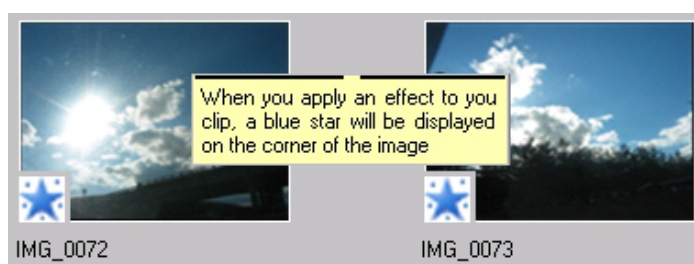 When you apply an effect to you
clip, a blue star will be displayed
on the corner of the image
IMG_0072
IMG_0073